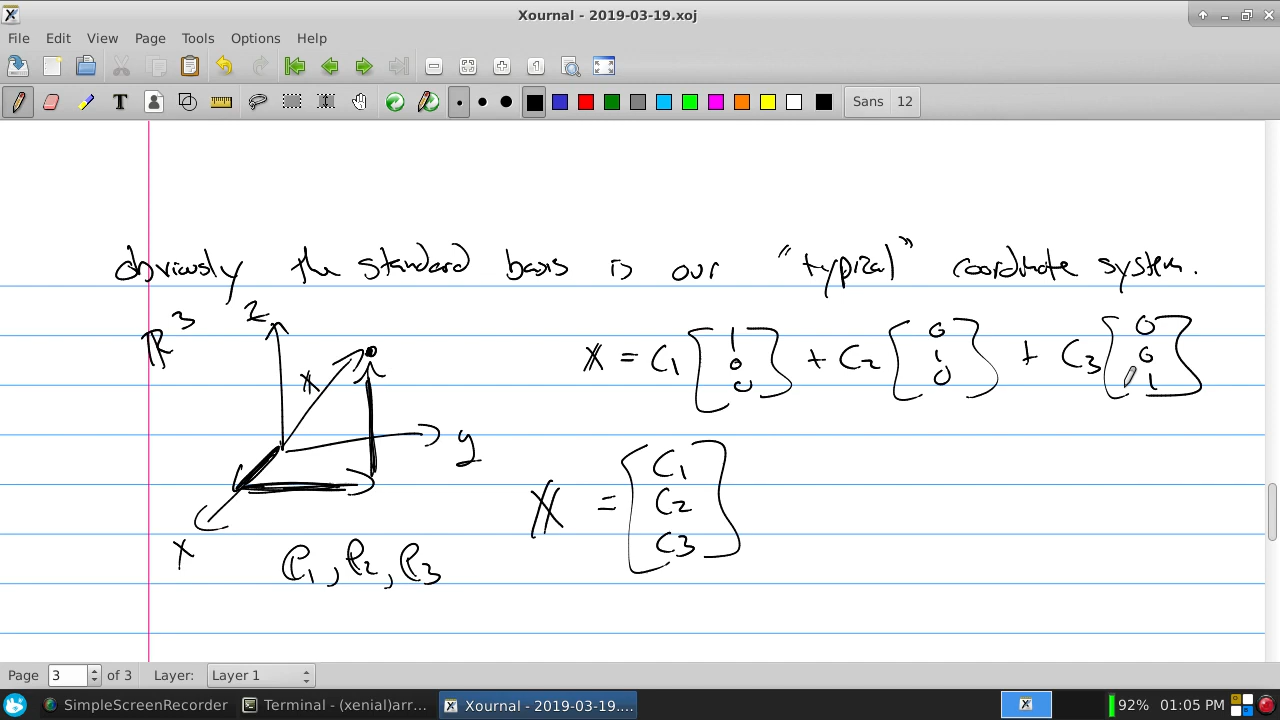 Xournal - 2019-03-19.xoj
File Edit View Page Tools Options Help
Sans 12
obviously the standard basis is our "typical" coordinate system.
ℝ³ z
x = c₁ [1 0 0] + c₂ [0 1 0] + c₃ [0 0 1]
x
y
x = [c₁ c₂ c₃]
x
e₁, e₂, e₃
Page 3 of 3 Layer: Layer 1
SimpleScreenRecorder Terminal - (xenial)arr... Xournal - 2019-03-19.... 92% 01:05 PM